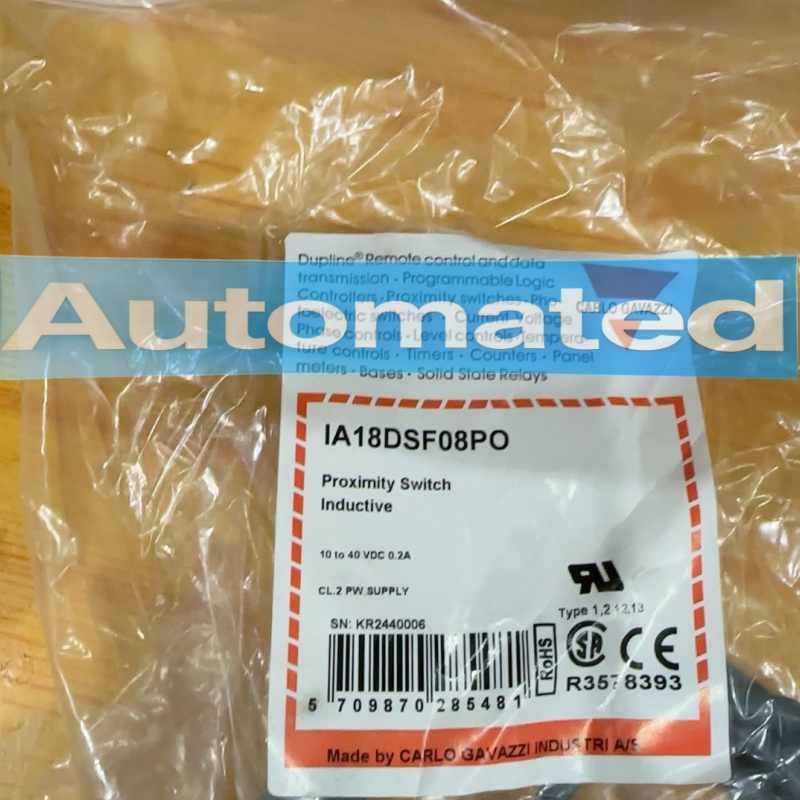 Dupline® Remote control and data
transmission · Programmable Logic
Controllers · Proximity switches · Pho
toelectric switches · Current, voltage
Phase controls · Level controls · Tempera-
ture controls · Timers · Counters · Panel
meters · Bases · Solid State Relays
CARLO GAVAZZI
Automated
IA18DSF08PO
Proximity Switch
Inductive
10 to 40 VDC 0.2A
CL.2 PW.SUPPLY
Type 1,2 12,13
SN: KR2440006
RoHS
SA
CE
R3578393
5 709870 285481
Made by CARLO GAVAZZI INDUSTRI A/S